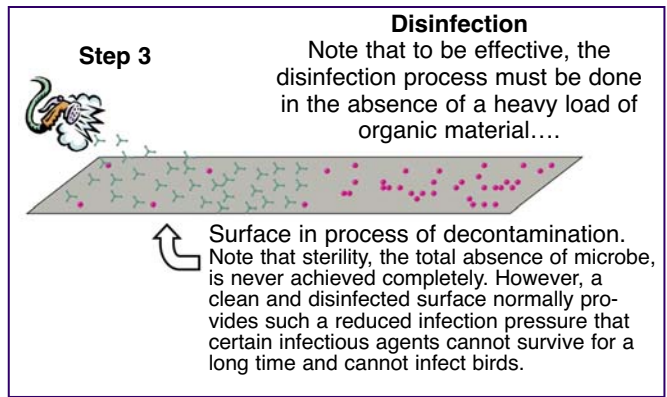 Step 3
Disinfection
Note that to be effective, the
disinfection process must be done
in the absence of a heavy load of
organic material….
Surface in process of decontamination.
Note that sterility, the total absence of microbe,
is never achieved completely. However, a
clean and disinfected surface normally pro-
vides such a reduced infection pressure that
certain infectious agents cannot survive for a
long time and cannot infect birds.